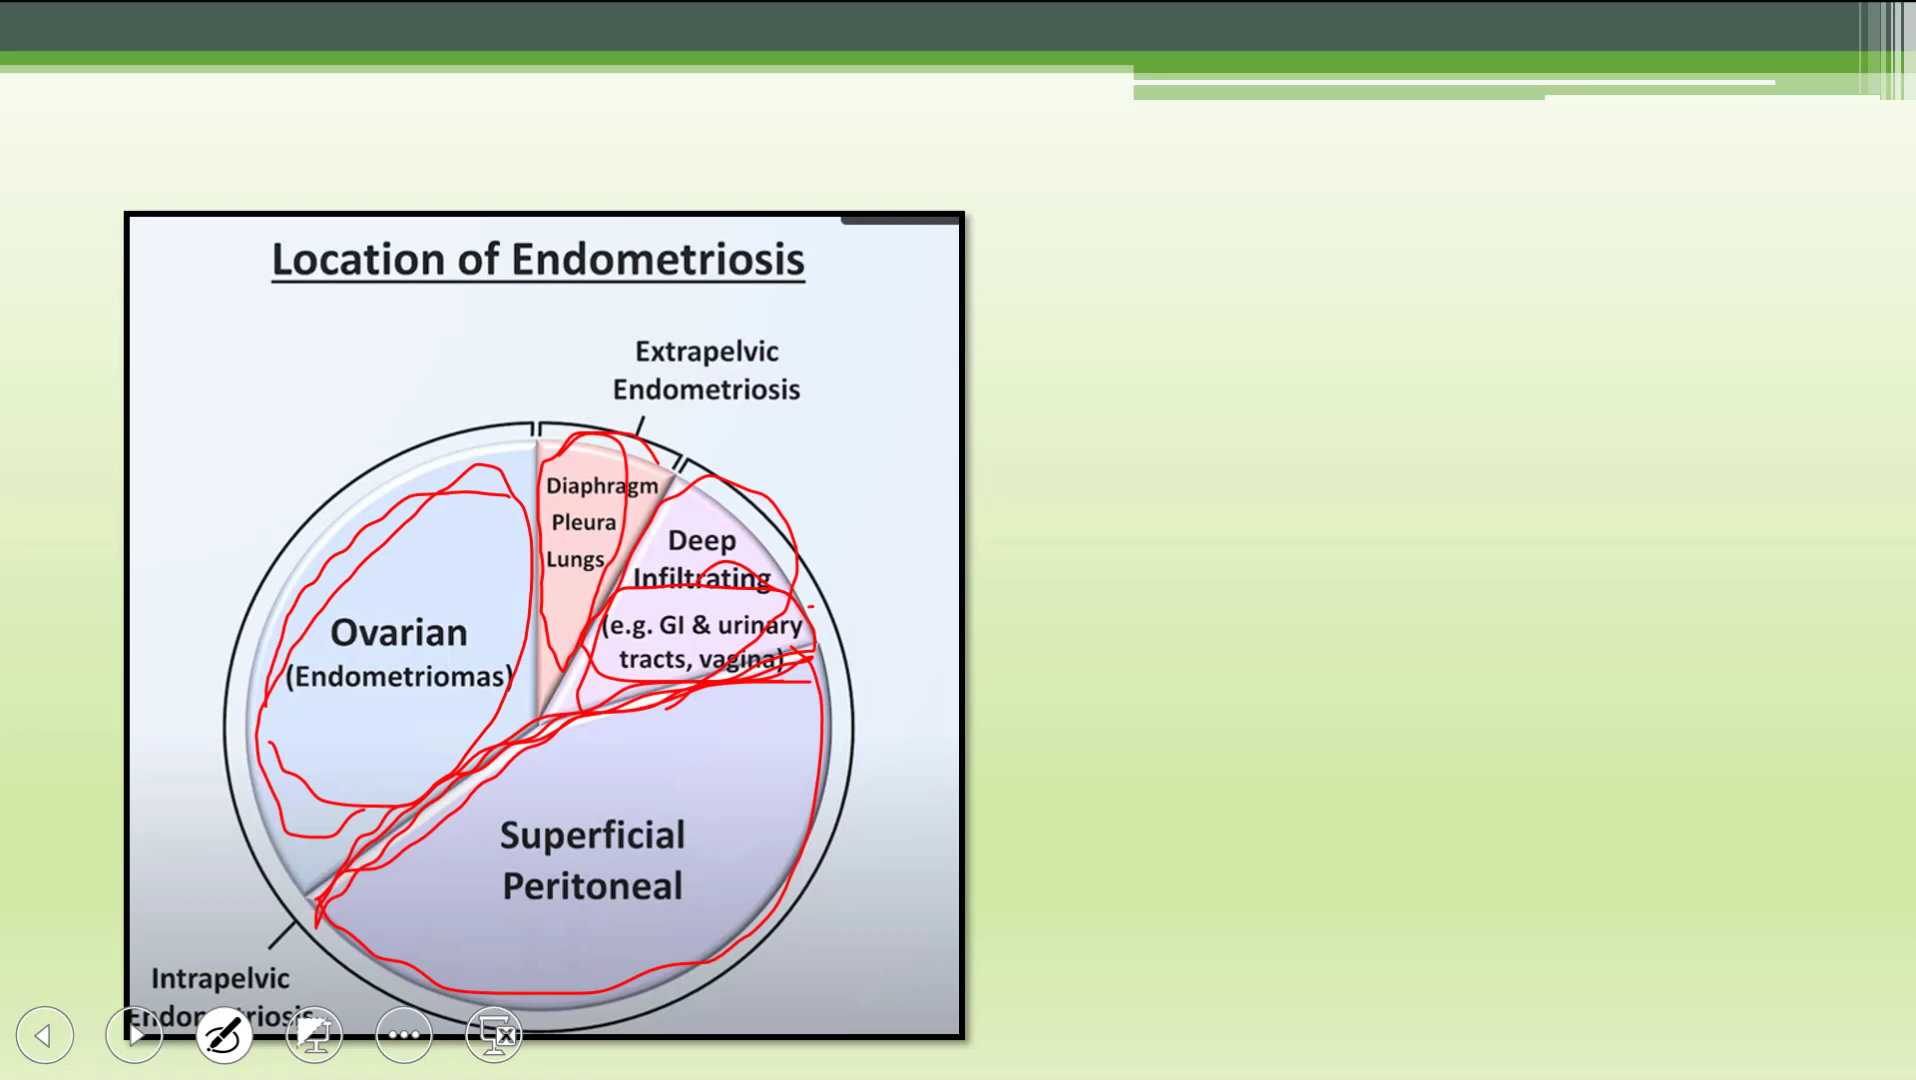 Location of Endometriosis
Extrapelvic
Endometriosis
Diaphragm
Pleura
Lungs
Deep
Infiltrating
(e.g. GI & urinary
tracts, vagina)
Ovarian
(Endometriomas)
Superficial
Peritoneal
Intrapelvic
Endometriosis